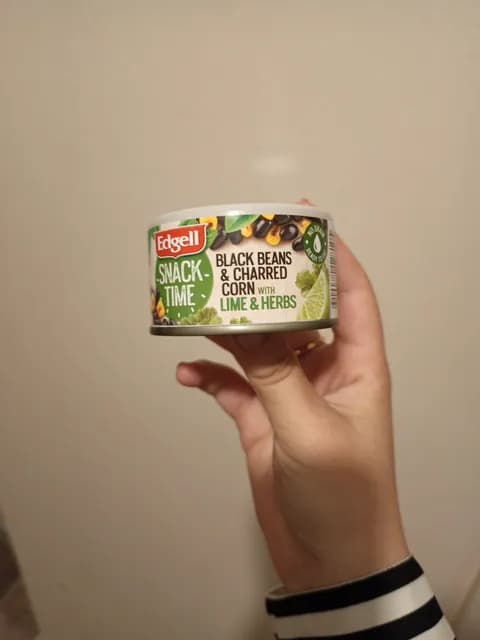 Edgell
SNACK
TIME
BLACK BEANS
& CHARRED
CORN WITH
LIME & HERBS